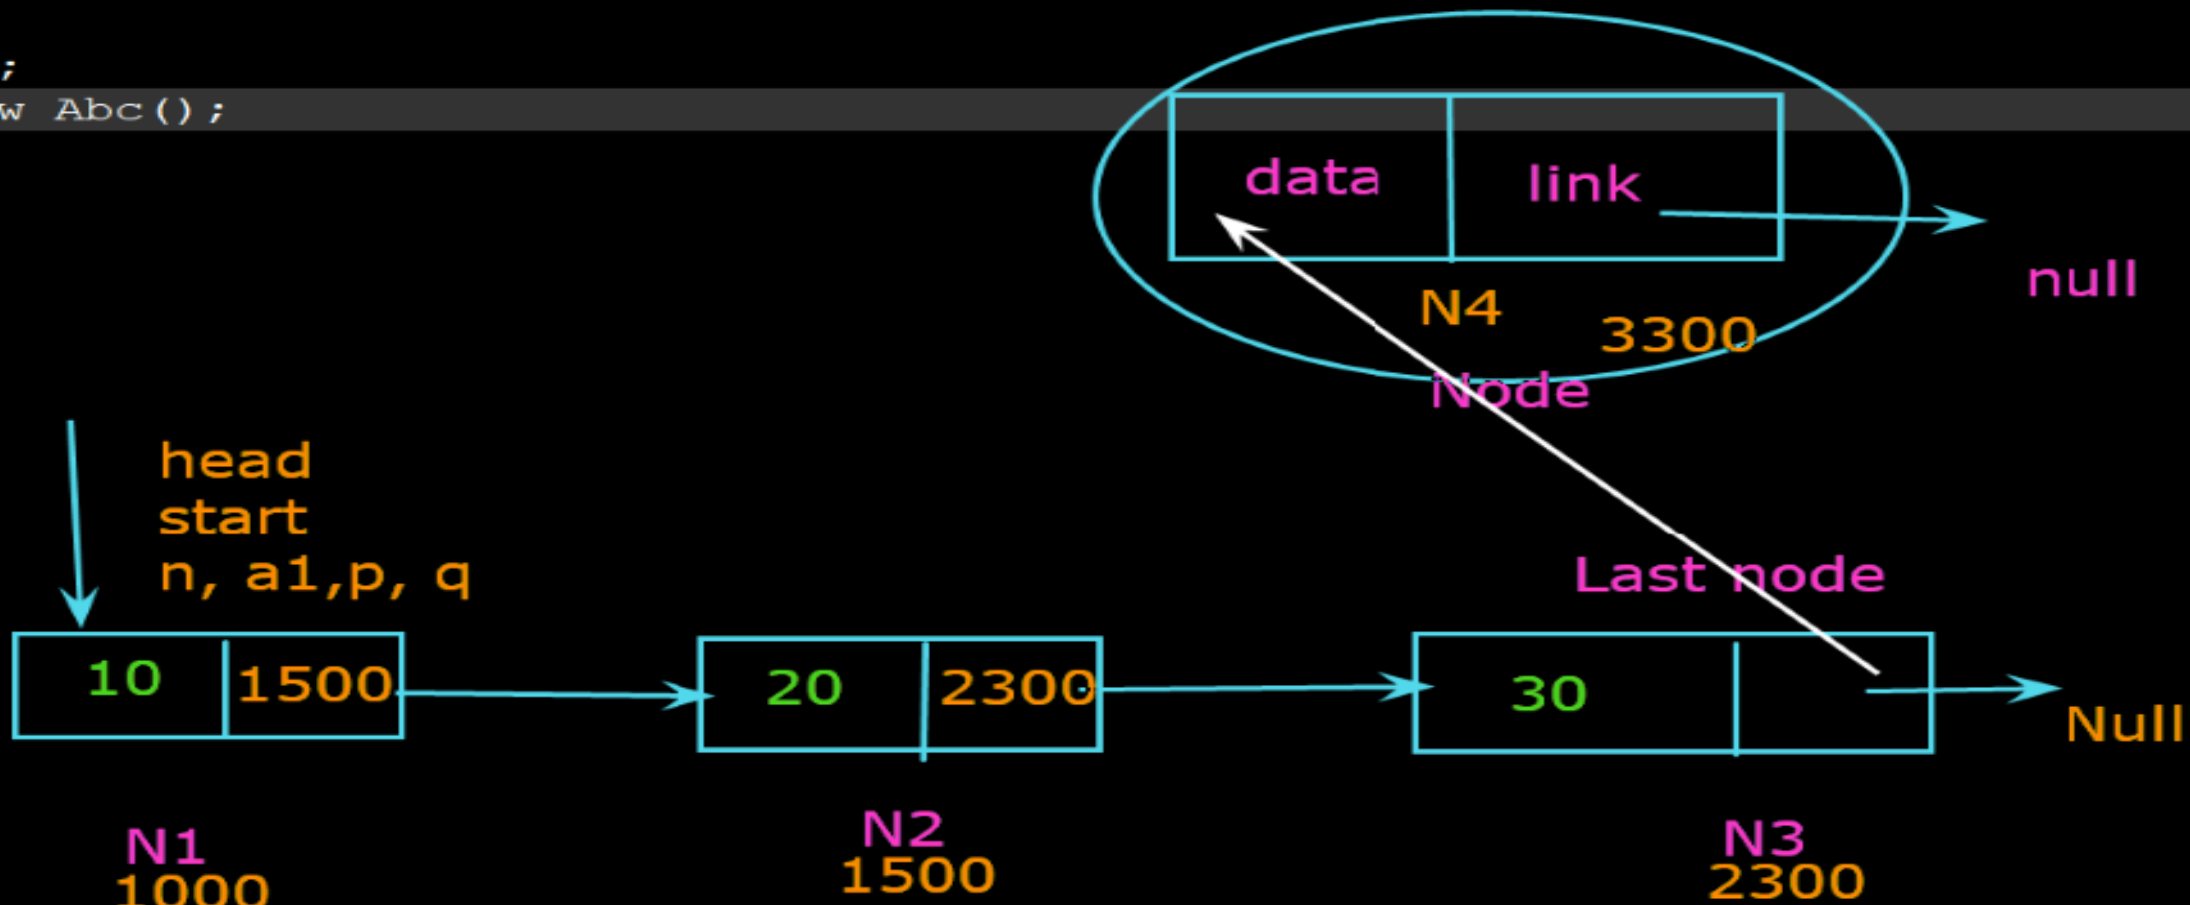 ;
w Abc();
data link
null
N4
3300
Node
head
start
n, a1,p, q
Last node
10 1500 20 2300 30
Null
N1 N2 N3
1000 1500 2300